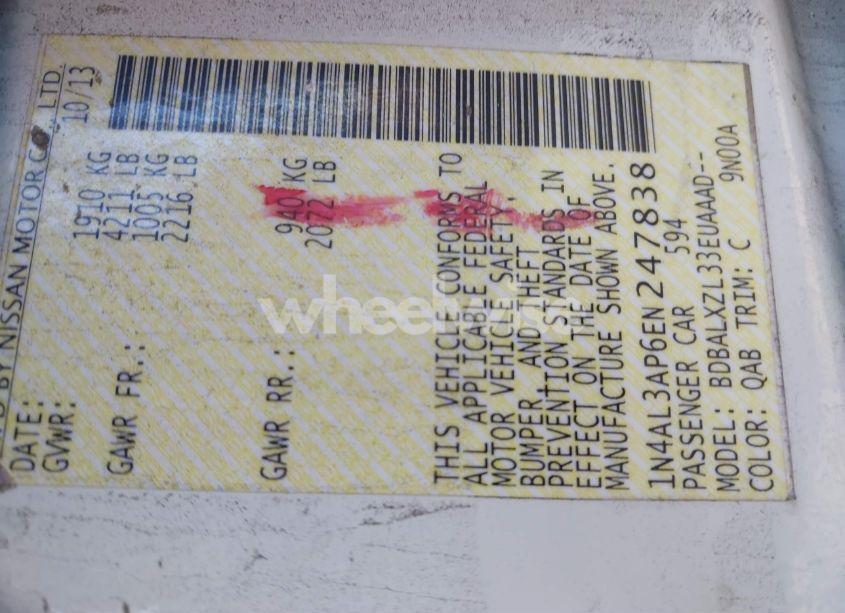 D BY NISSAN MOTOR CO., LTD.
DATE: 10/13
GVWR: 1910 KG
4211 LB
GAWR FR.: 1005 KG
2216 LB
GAWR RR.: 940 KG
2072 LB
THIS VEHICLE CONFORMS TO
ALL APPLICABLE FEDERAL
MOTOR VEHICLE SAFETY,
BUMPER, AND THEFT
PREVENTION STANDARDS IN
EFFECT ON THE DATE OF
MANUFACTURE SHOWN ABOVE.
1N4AL3AP6EN247838
PASSENGER CAR 594
MODEL: BDBALXZL33EUAAAD--
COLOR: QAB TRIM: C 9N00A
wheelwise